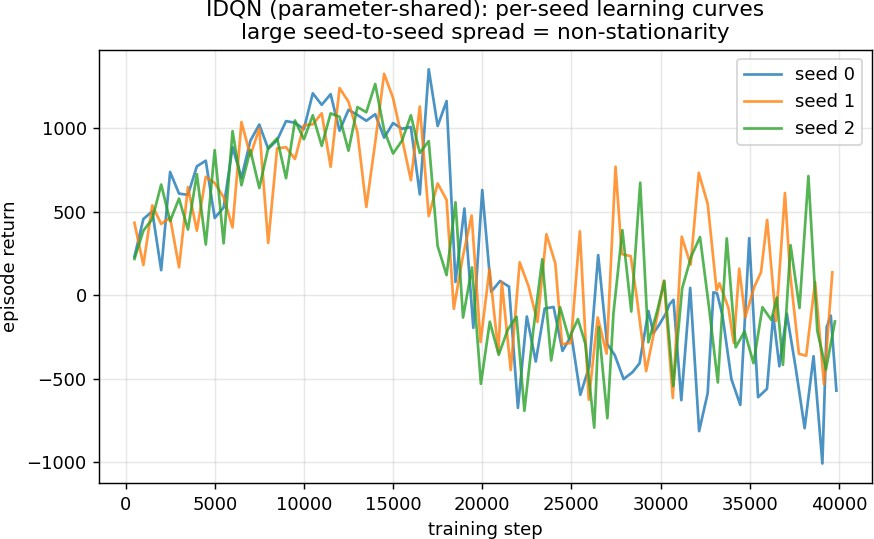 IDQN (parameter-shared): per-seed learning curves
large seed-to-seed spread = non-stationarity
seed 0
seed 1
seed 2
episode return
1000
500
0
−500
−1000
0 5000 10000 15000 20000 25000 30000 35000 40000
training step